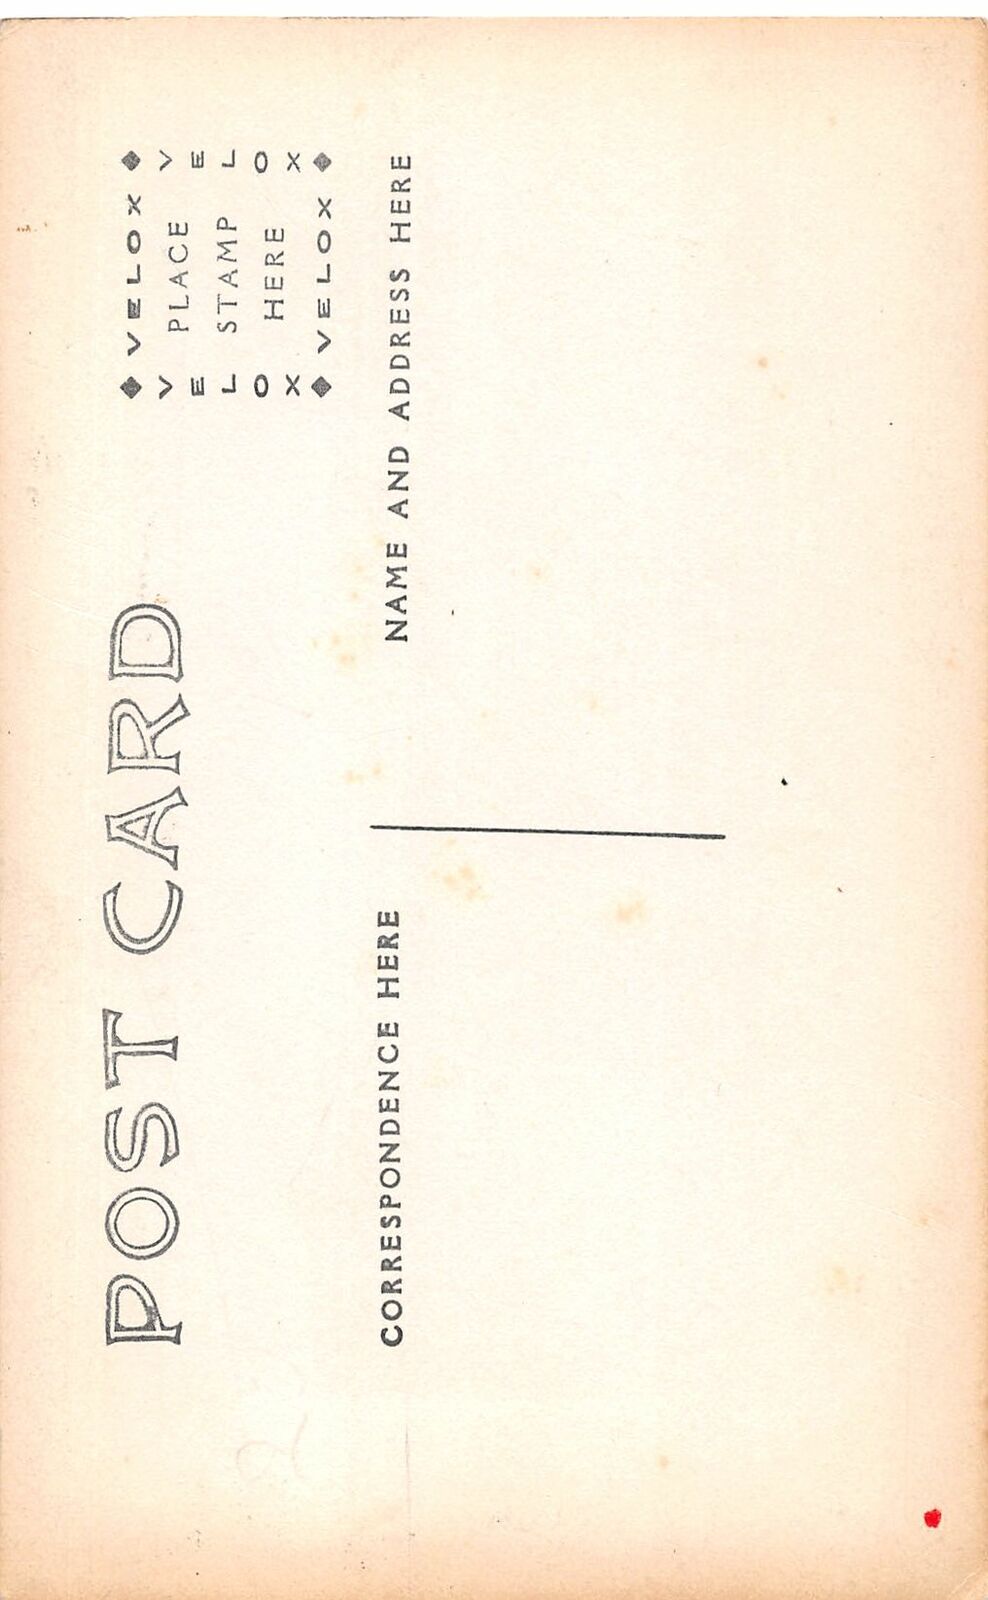 POST CARD
◆ VELOX ◆
V PLACE V
E E
L STAMP L
O HERE O
X X
◆ VELOX ◆
CORRESPONDENCE HERE
NAME AND ADDRESS HERE